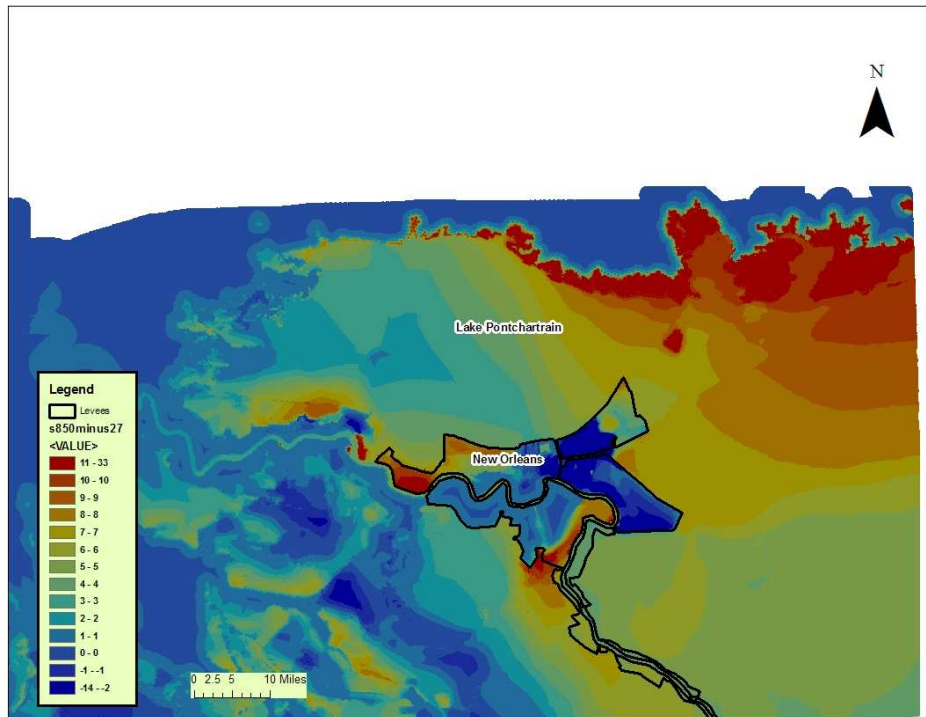 N
Lake Pontchartrain
New Orleans
Legend
Levees
s850minus27
<VALUE>
11 - 33
10 - 10
9 - 9
8 - 8
7 - 7
6 - 6
5 - 5
4 - 4
3 - 3
2 - 2
1 - 1
0 - 0
-1 - -1
-14 - -2
0 2.5 5 10 Miles